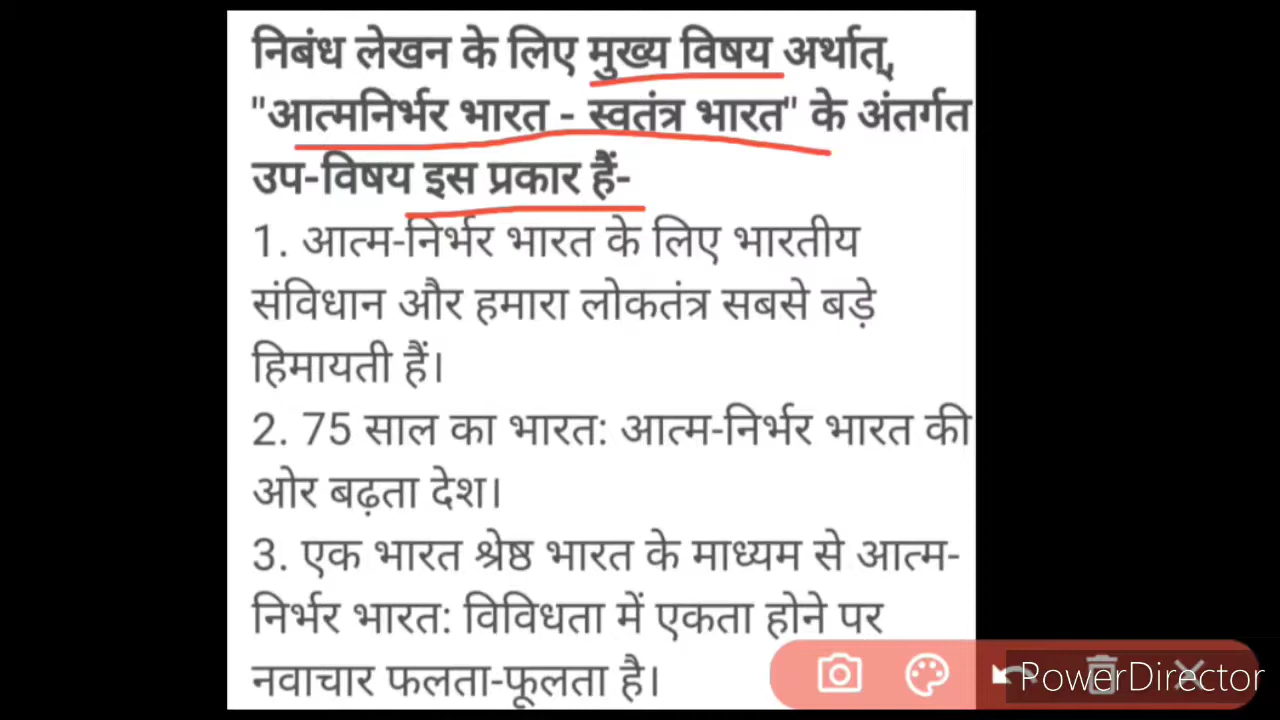 निबंध लेखन के लिए मुख्य विषय अर्थात्,
"आत्मनिर्भर भारत - स्वतंत्र भारत" के अंतर्गत
उप-विषय इस प्रकार हैं-
1. आत्म-निर्भर भारत के लिए भारतीय
संविधान और हमारा लोकतंत्र सबसे बड़े
हिमायती हैं।
2. 75 साल का भारत: आत्म-निर्भर भारत की
ओर बढ़ता देश।
3. एक भारत श्रेष्ठ भारत के माध्यम से आत्म-
निर्भर भारत: विविधता में एकता होने पर
नवाचार फलता-फूलता है।
PowerDirector